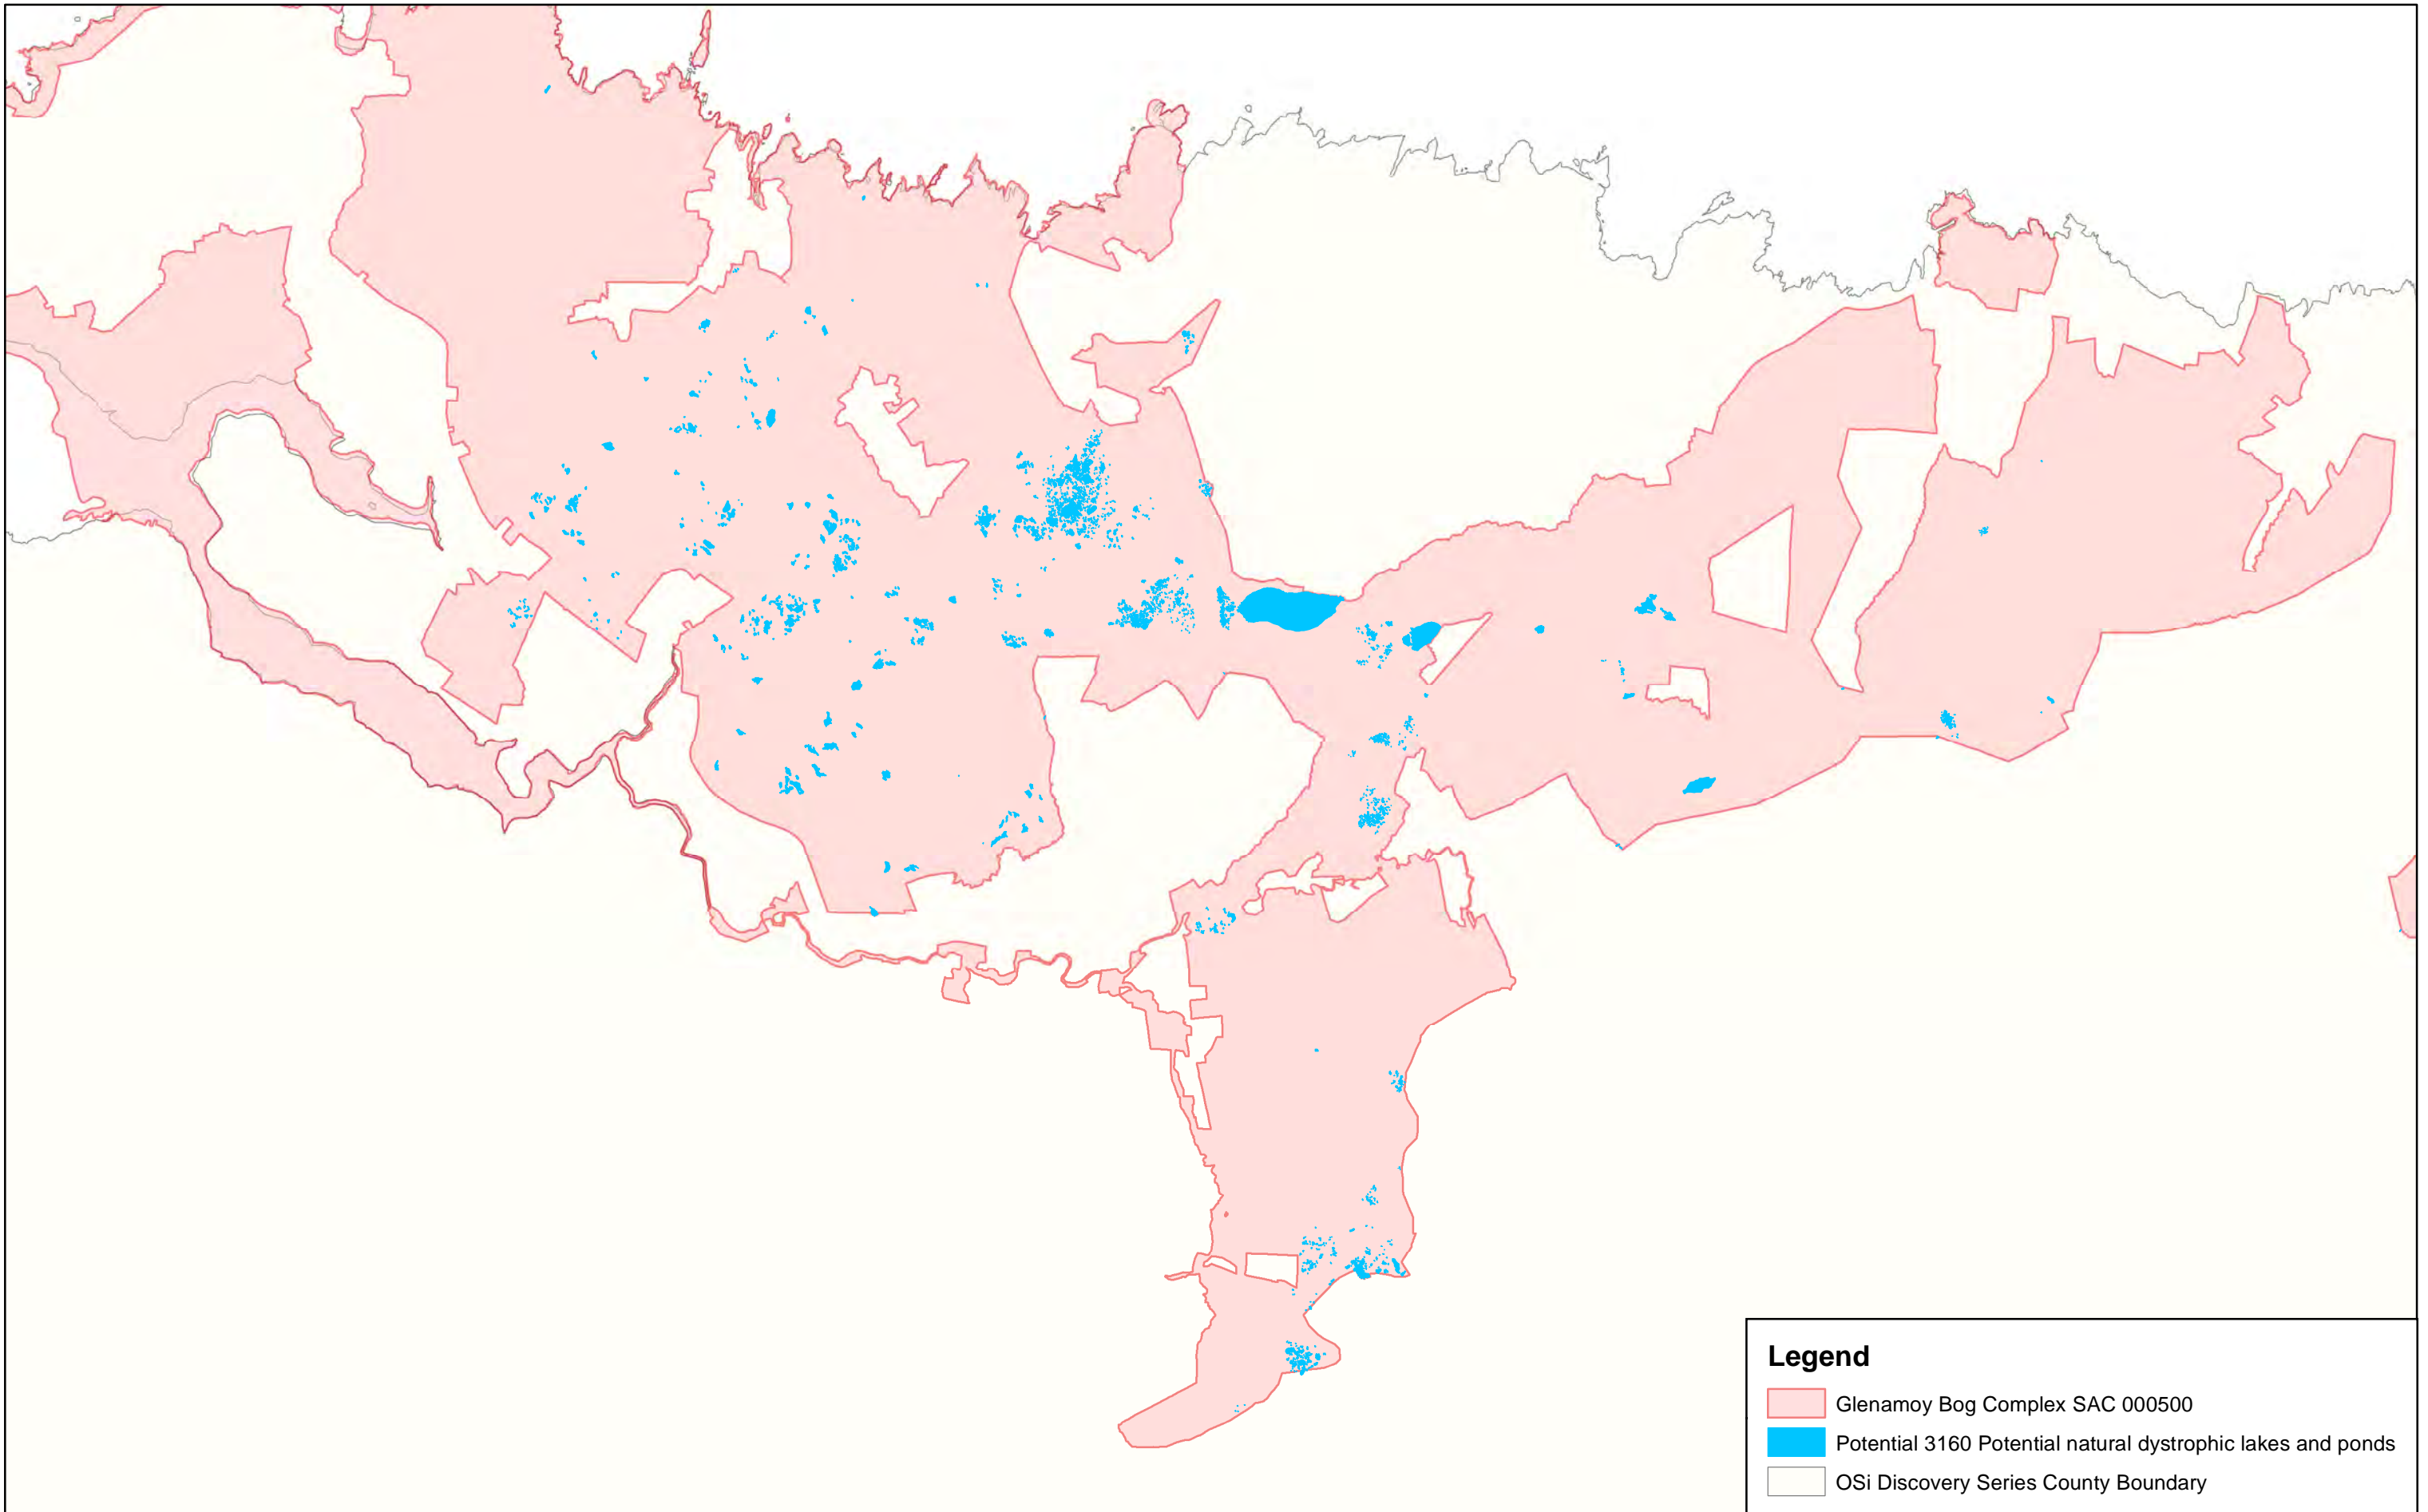 Legend
Glenamoy Bog Complex SAC 000500
Potential 3160 Potential natural dystrophic lakes and ponds
OSi Discovery Series County Boundary